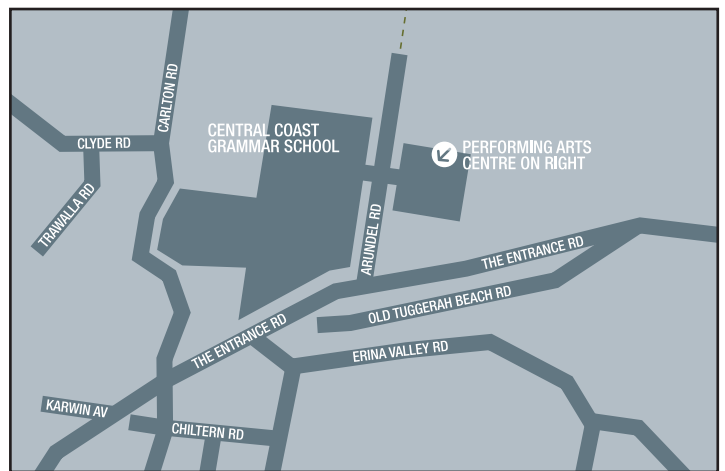 CARLTON RD
CLYDE RD
TRAWALLA RD
CENTRAL COAST
GRAMMAR SCHOOL
PERFORMING ARTS
CENTRE ON RIGHT
ARUNDEL RD
THE ENTRANCE RD
OLD TUGGERAH BEACH RD
THE ENTRANCE RD
ERINA VALLEY RD
KARWIN AV
CHILTERN RD